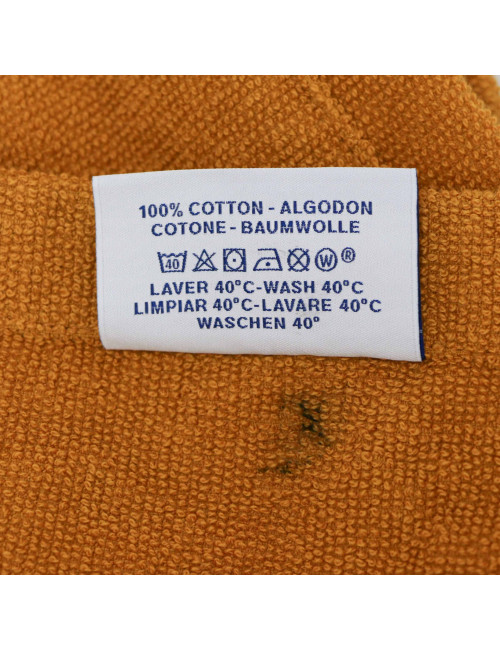 100% COTTON - ALGODON
COTONE - BAUMWOLLE
40 W ®
LAVER 40°C-WASH 40°C
LIMPIAR 40°C-LAVARE 40°C
WASCHEN 40°